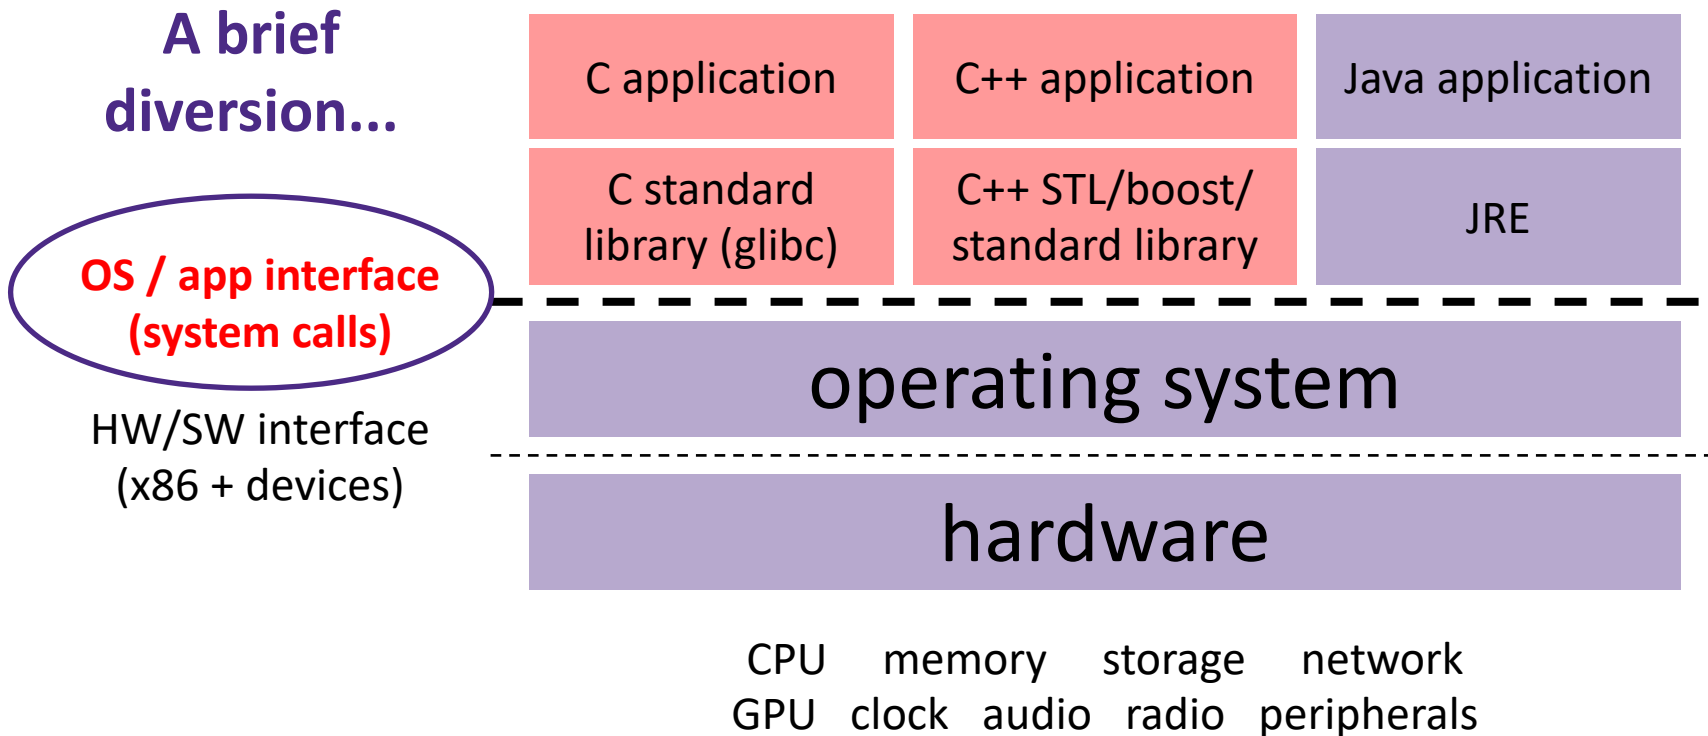 A brief
diversion...
C application
C++ application
Java application
C standard
library (glibc)
C++ STL/boost/
standard library
JRE
OS / app interface
(system calls)
operating system
HW/SW interface
(x86 + devices)
hardware
CPU memory storage network
GPU clock audio radio peripherals